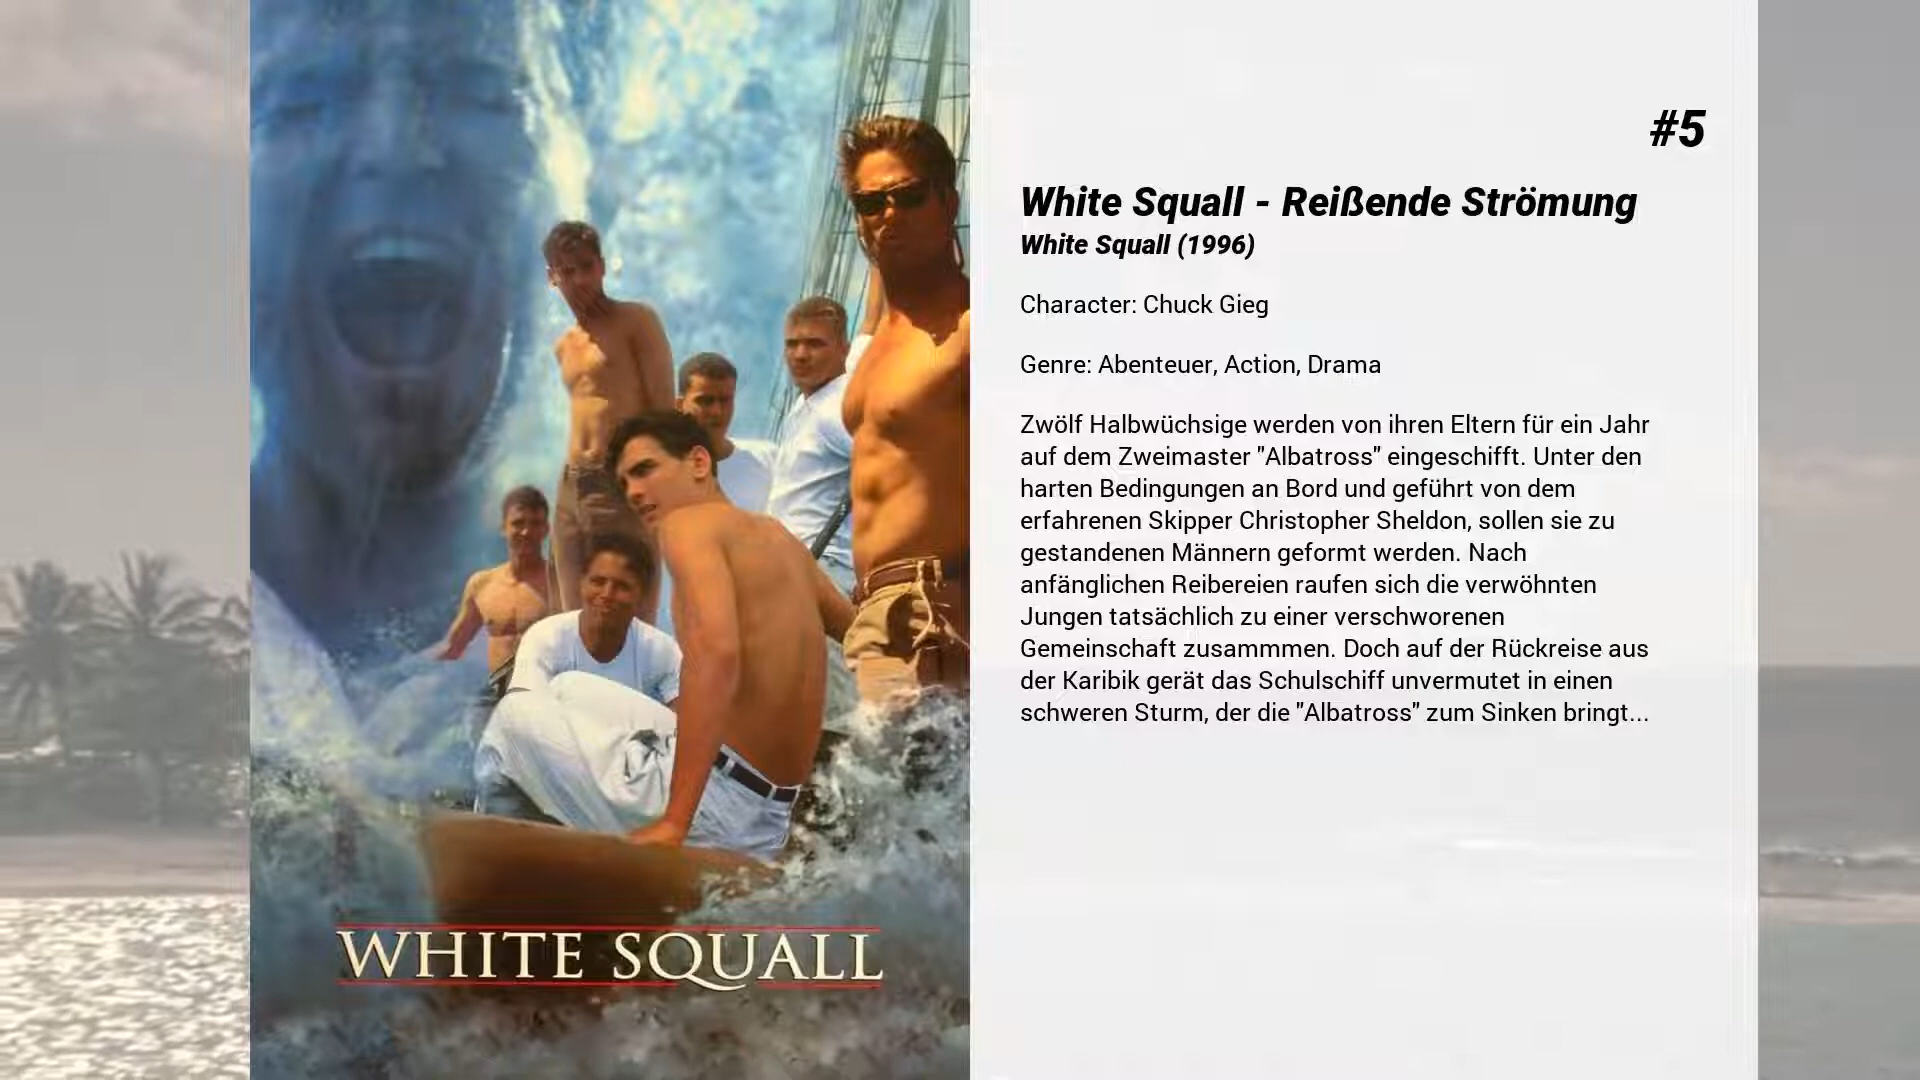 #5
White Squall - Reißende Strömung
White Squall (1996)
Character: Chuck Gieg
Genre: Abenteuer, Action, Drama
Zwölf Halbwüchsige werden von ihren Eltern für ein Jahr
auf dem Zweimaster "Albatross" eingeschifft. Unter den
harten Bedingungen an Bord und geführt von dem
erfahrenen Skipper Christopher Sheldon, sollen sie zu
gestandenen Männern geformt werden. Nach
anfänglichen Reibereien raufen sich die verwöhnten
Jungen tatsächlich zu einer verschworenen
Gemeinschaft zusammmen. Doch auf der Rückreise aus
der Karibik gerät das Schulschiff unvermutet in einen
schweren Sturm, der die "Albatross" zum Sinken bringt...
WHITE SQUALL